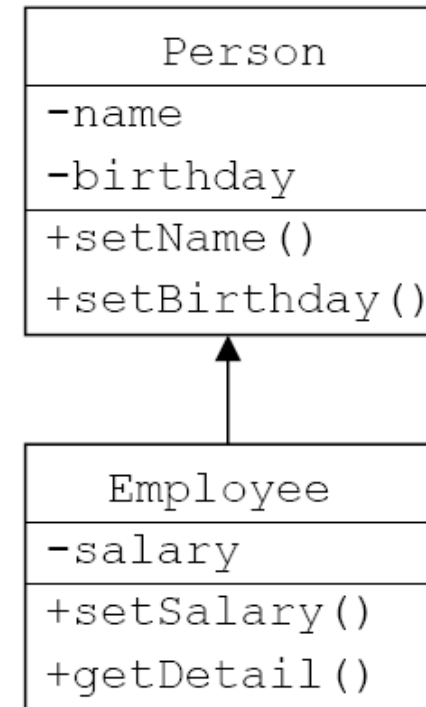 Person
-name
-birthday
+setName()
+setBirthday()
Employee
-salary
+setSalary()
+getDetail()